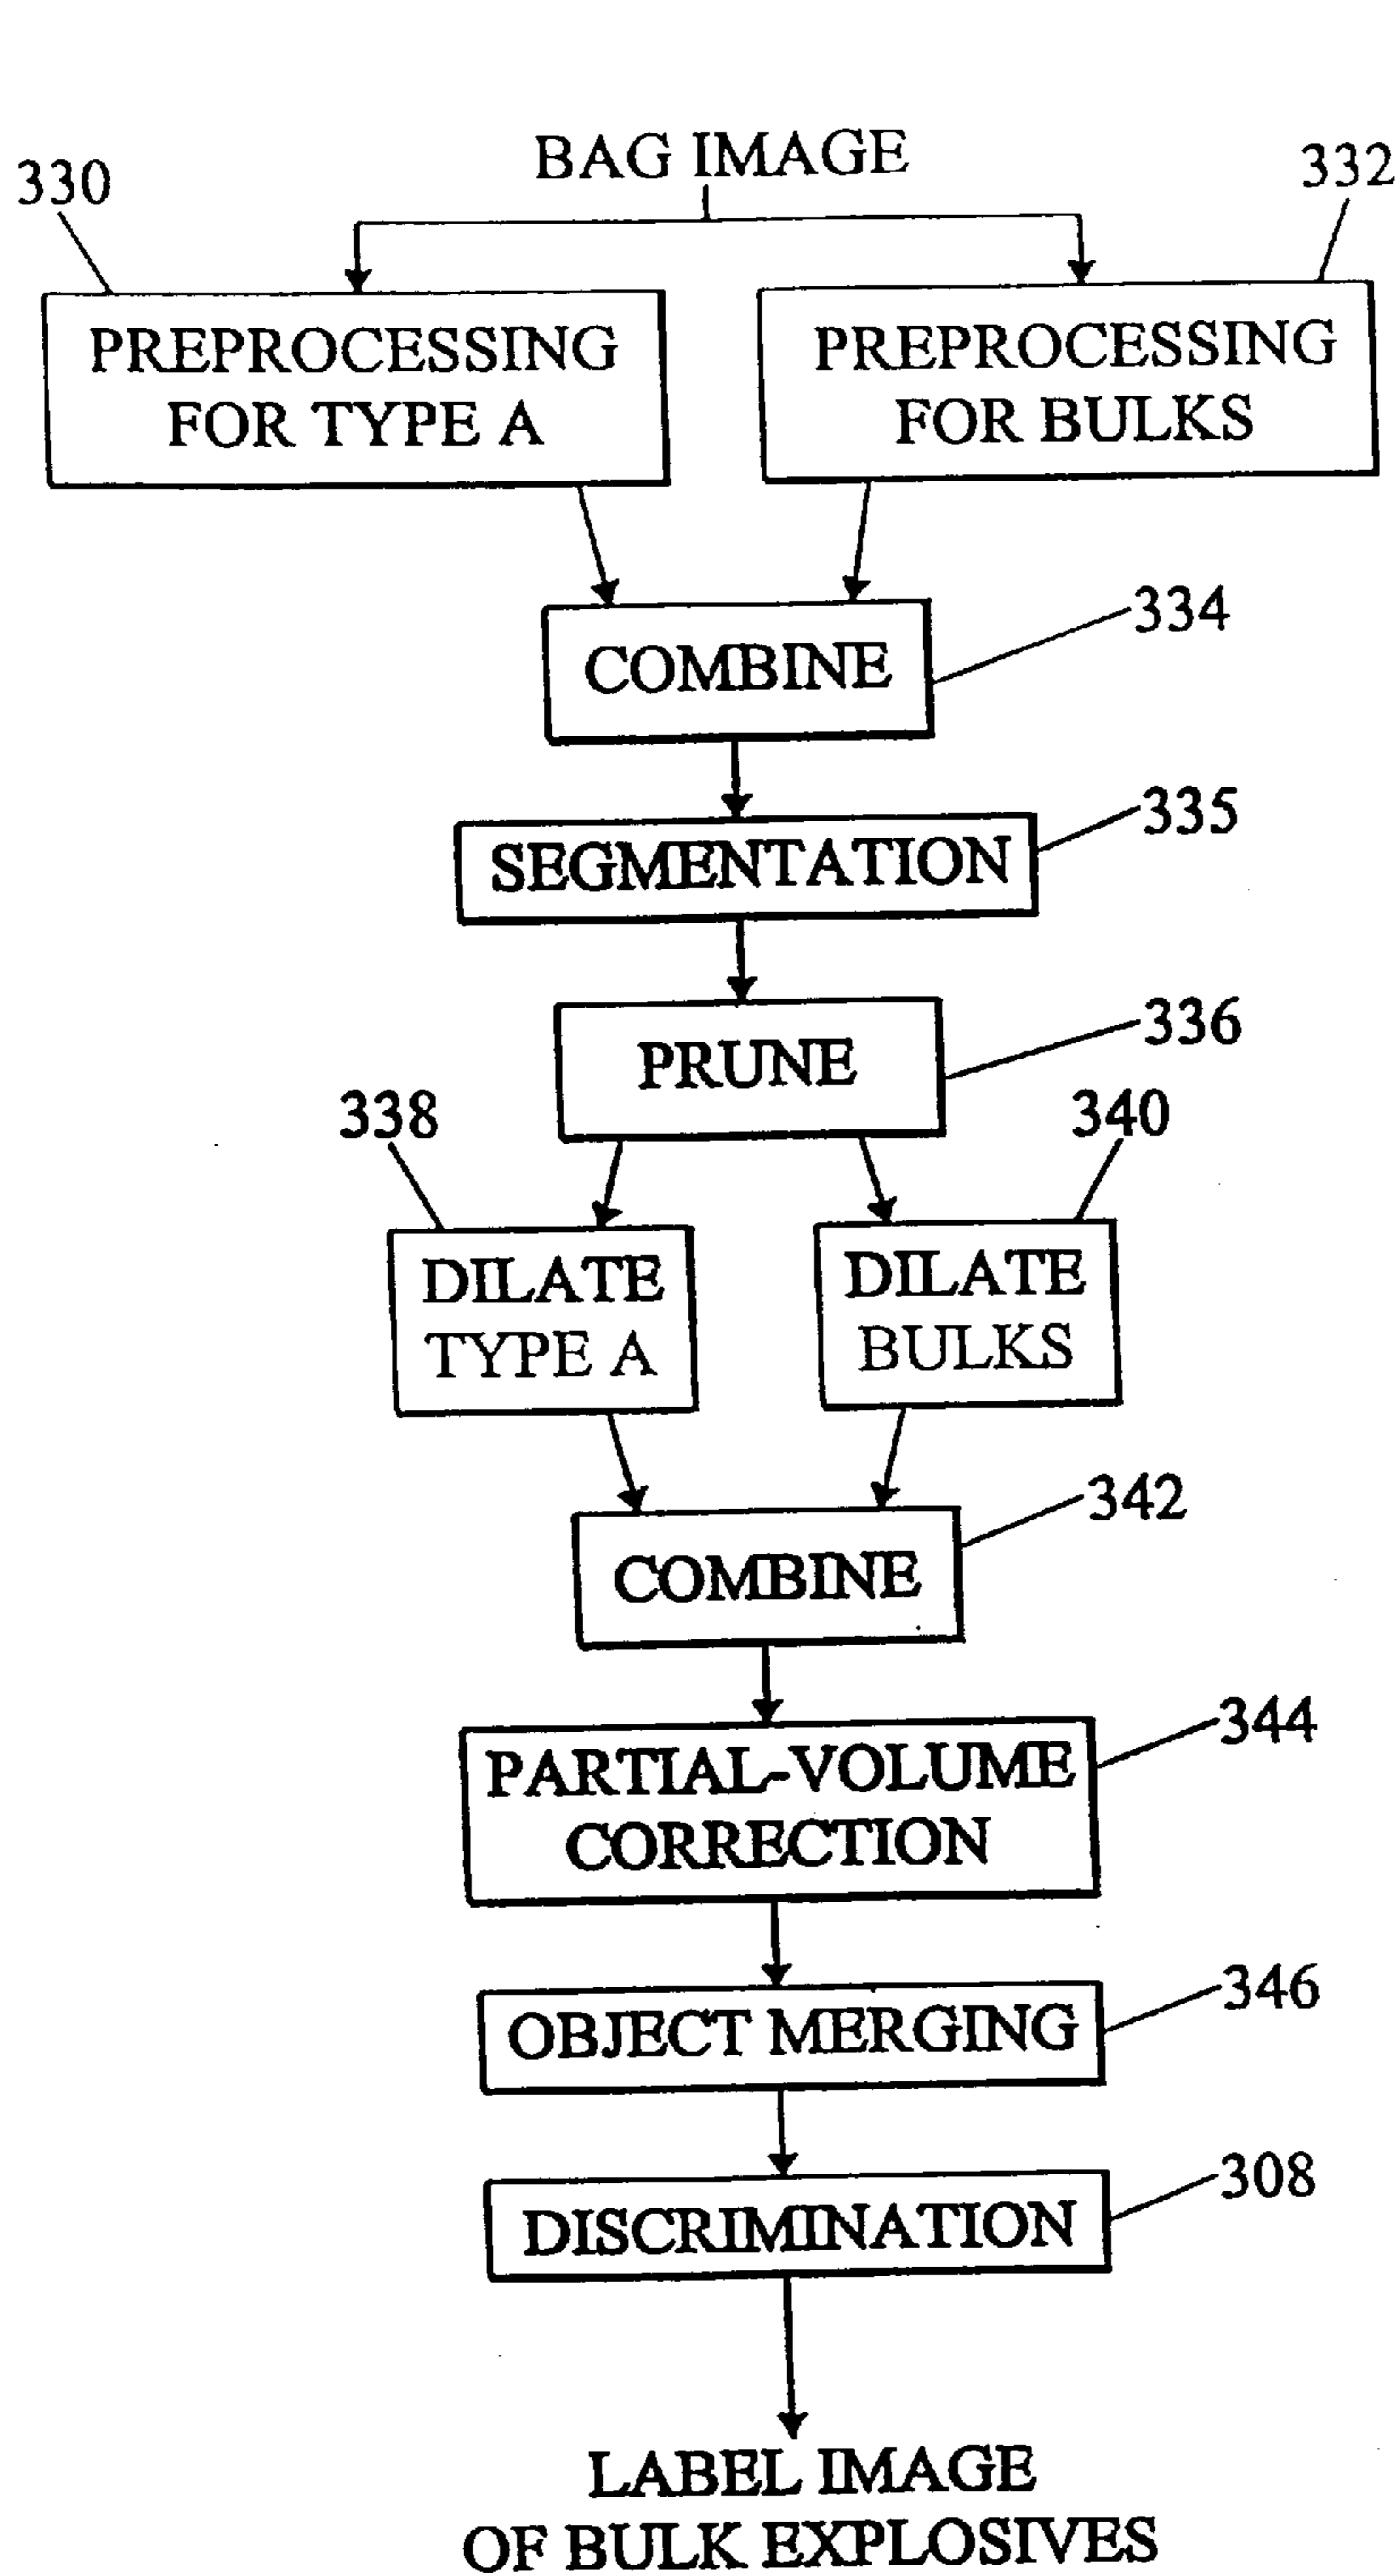 BAG IMAGE
330
332
PREPROCESSING
FOR TYPE A
PREPROCESSING
FOR BULKS
COMBINE
334
SEGMENTATION
335
PRUNE
336
338
340
DILATE
TYPE A
DILATE
BULKS
COMBINE
342
PARTIAL-VOLUME
CORRECTION
344
OBJECT MERGING
346
DISCRIMINATION
308
LABEL IMAGE
OF BULK EXPLOSIVES